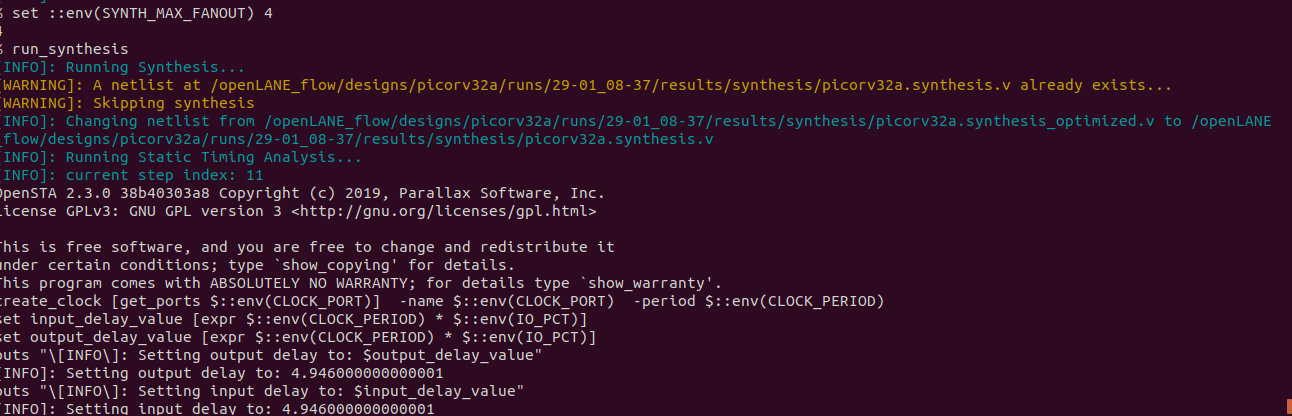 % set ::env(SYNTH_MAX_FANOUT) 4
4
% run_synthesis
[INFO]: Running Synthesis...
[WARNING]: A netlist at /openLANE_flow/designs/picorv32a/runs/29-01_08-37/results/synthesis/picorv32a.synthesis.v already exists...
[WARNING]: Skipping synthesis
[INFO]: Changing netlist from /openLANE_flow/designs/picorv32a/runs/29-01_08-37/results/synthesis/picorv32a.synthesis_optimized.v to /openLANE
_flow/designs/picorv32a/runs/29-01_08-37/results/synthesis/picorv32a.synthesis.v
[INFO]: Running Static Timing Analysis...
[INFO]: current step index: 11
OpenSTA 2.3.0 38b40303a8 Copyright (c) 2019, Parallax Software, Inc.
License GPLv3: GNU GPL version 3 <http://gnu.org/licenses/gpl.html>
This is free software, and you are free to change and redistribute it
under certain conditions; type `show_copying' for details.
This program comes with ABSOLUTELY NO WARRANTY; for details type `show_warranty'.
create_clock [get_ports $::env(CLOCK_PORT)]  -name $::env(CLOCK_PORT)  -period $::env(CLOCK_PERIOD)
set input_delay_value [expr $::env(CLOCK_PERIOD) * $::env(IO_PCT)]
set output_delay_value [expr $::env(CLOCK_PERIOD) * $::env(IO_PCT)]
puts "\[INFO\]: Setting output delay to: $output_delay_value"
[INFO]: Setting output delay to: 4.946000000000001
puts "\[INFO\]: Setting input delay to: $input_delay_value"
[INFO]: Setting input delay to: 4.946000000000001